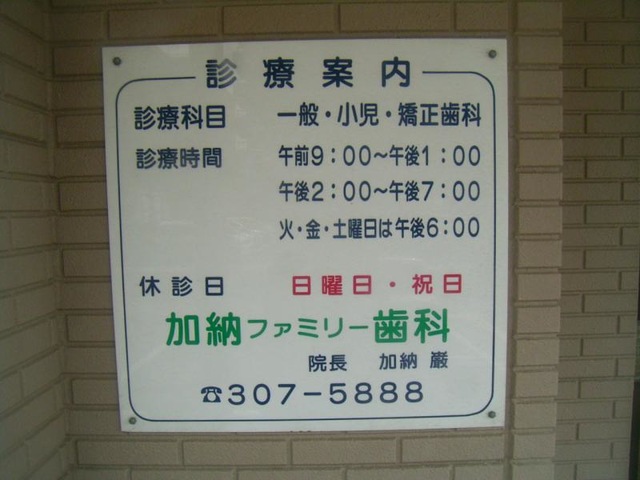 診療案内
診療科目 一般・小児・矯正歯科
診療時間 午前9:00～午後1:00
午後2:00～午後7:00
火・金・土曜日は午後6:00
休診日 日曜日・祝日
加納ファミリー歯科
院長 加納 巌
☎307-5888